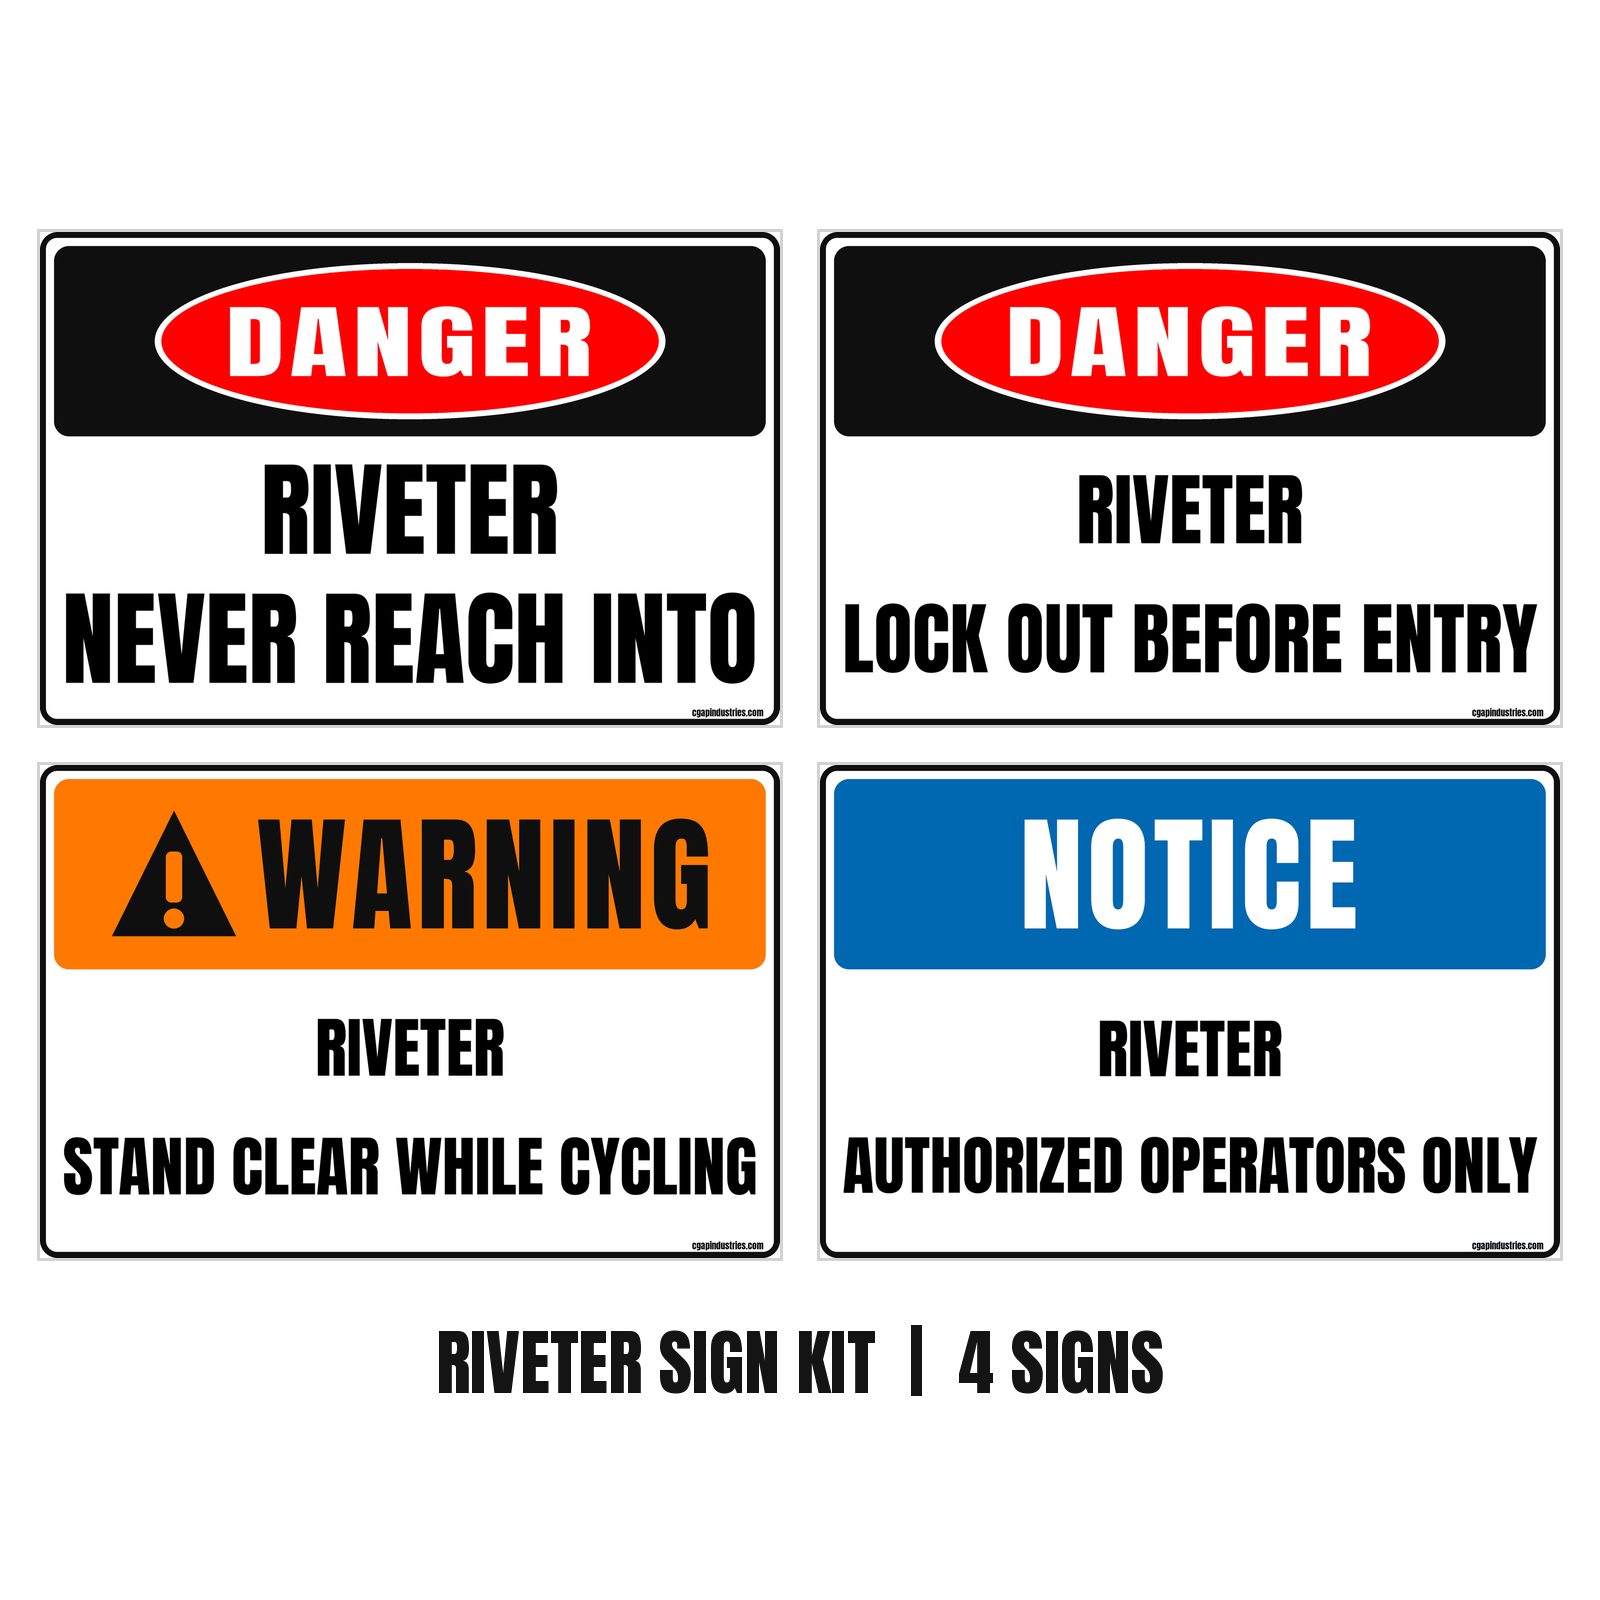 DANGER
RIVETER
NEVER REACH INTO
cgapindustries.com
DANGER
RIVETER
LOCK OUT BEFORE ENTRY
cgapindustries.com
WARNING
RIVETER
STAND CLEAR WHILE CYCLING
cgapindustries.com
NOTICE
RIVETER
AUTHORIZED OPERATORS ONLY
cgapindustries.com
RIVETER SIGN KIT | 4 SIGNS